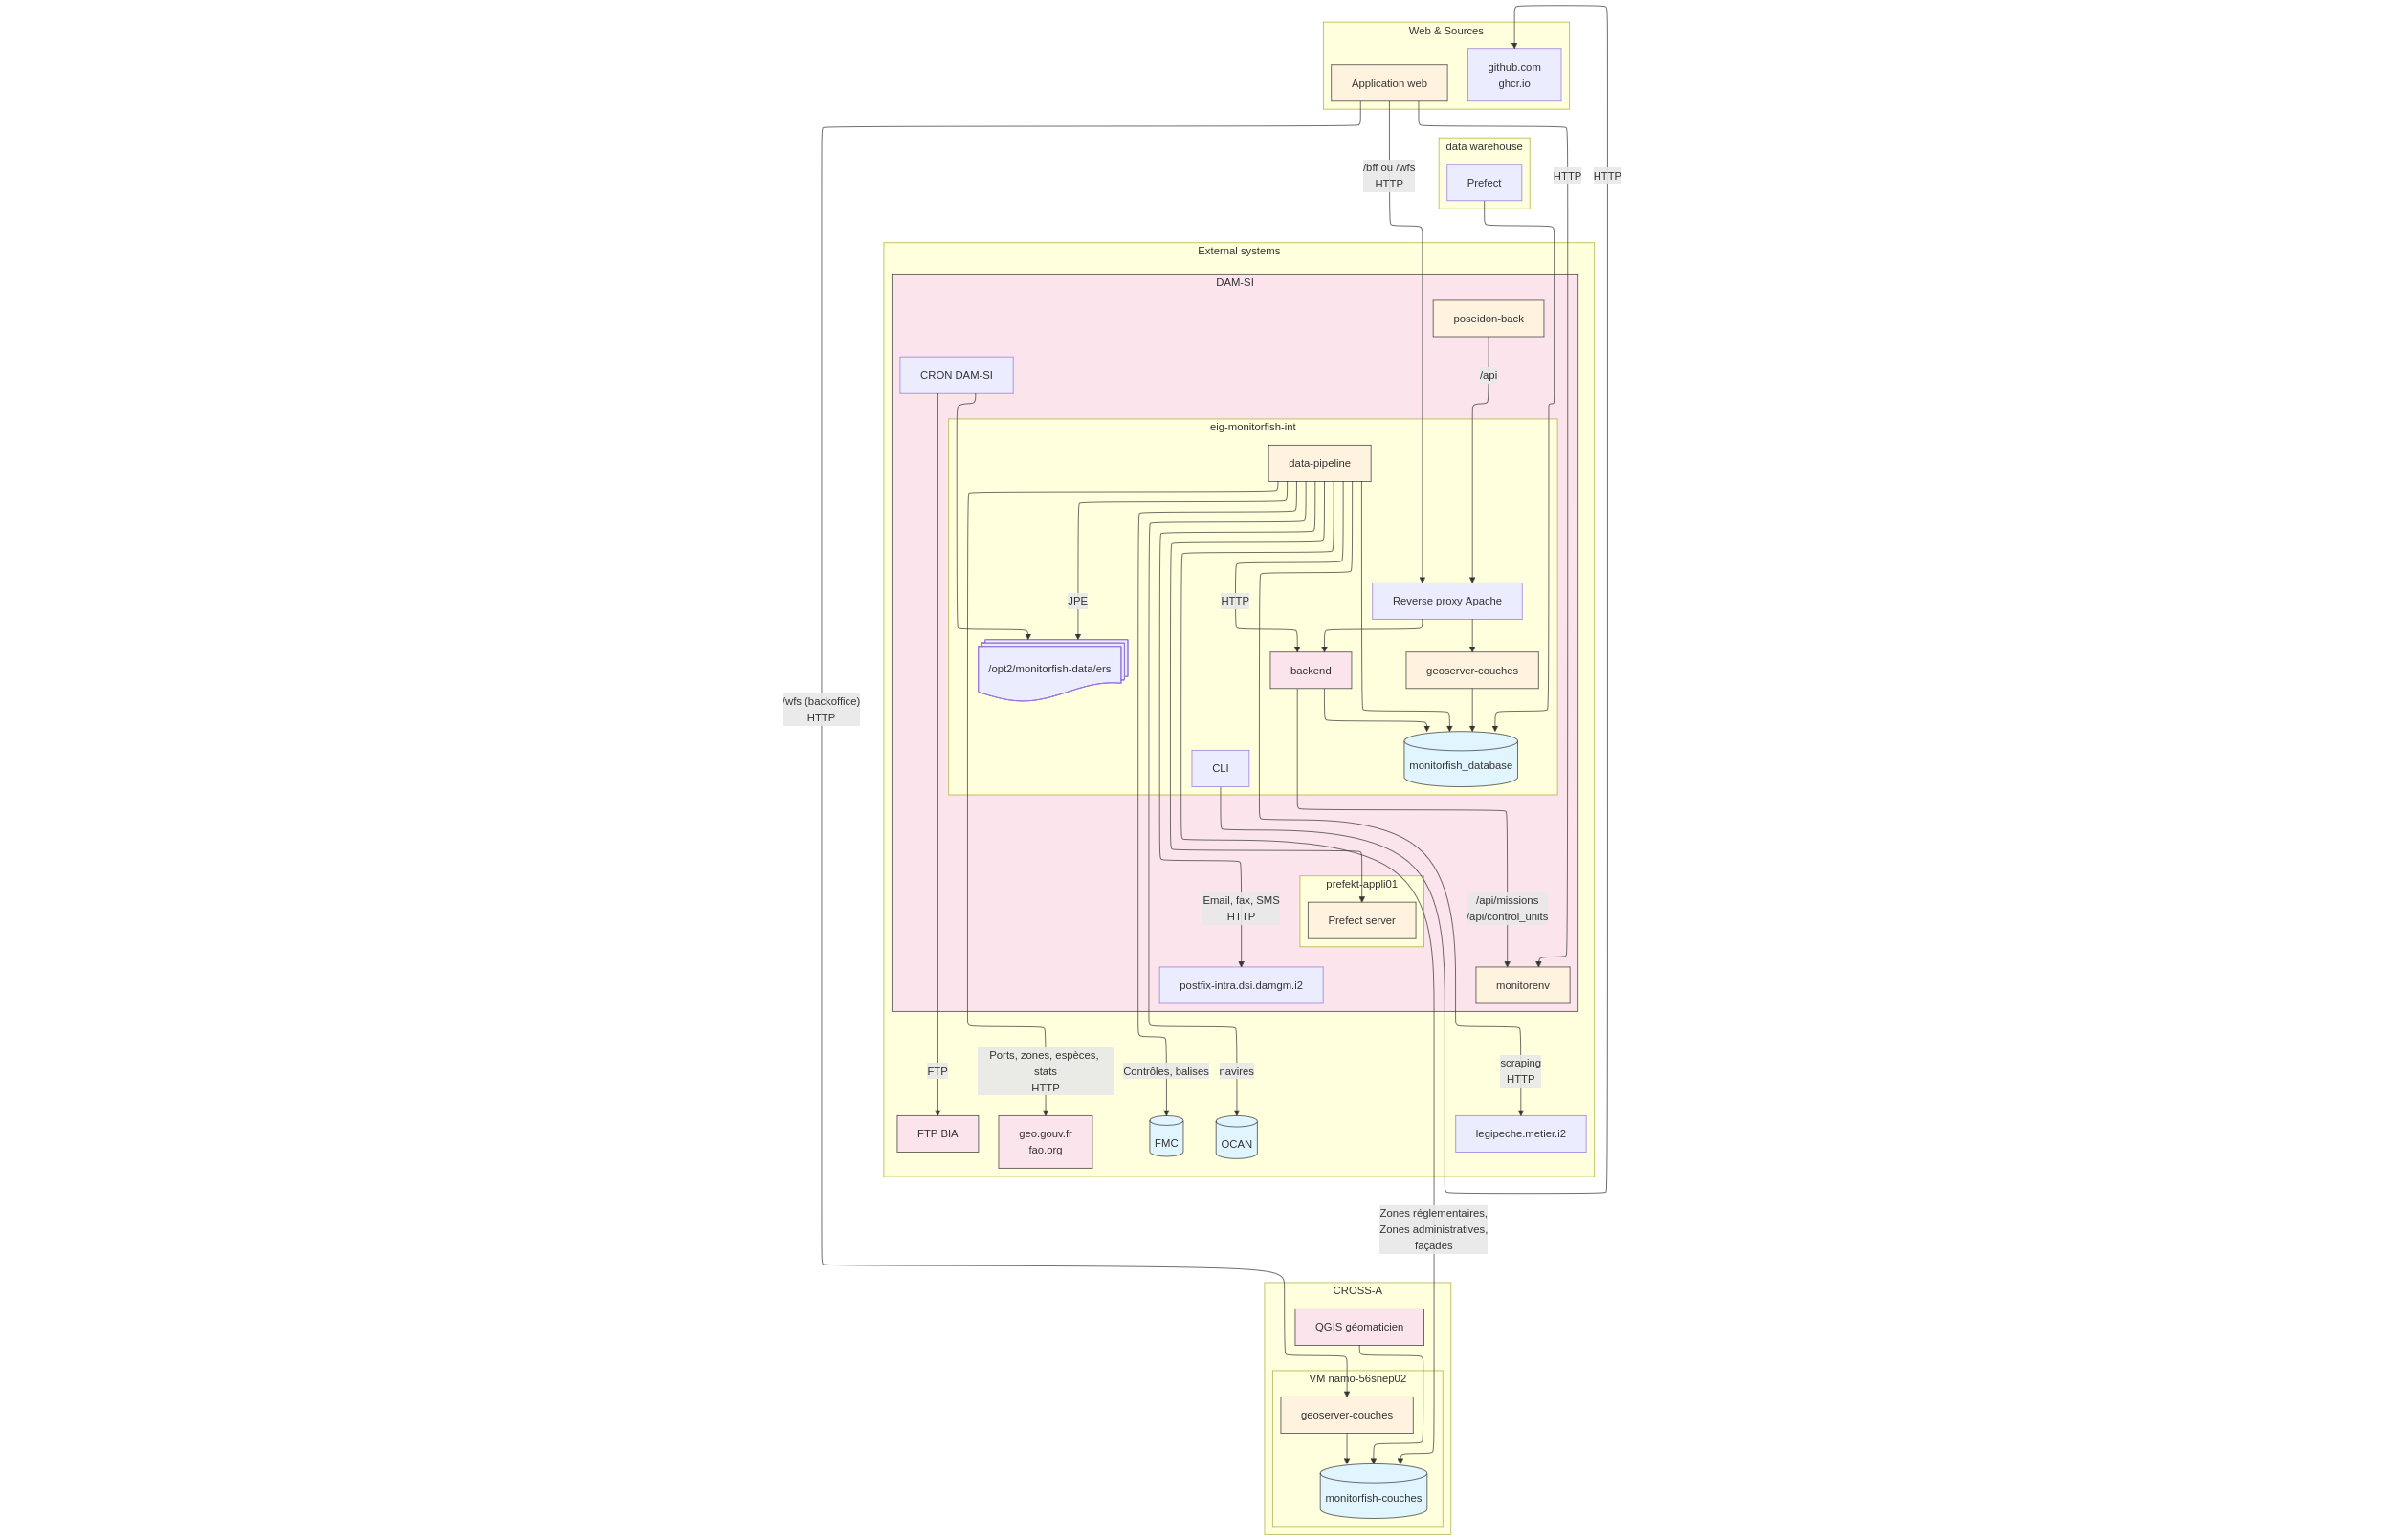 Web & Sources
github.com
ghcr.io
Application web
data warehouse
/bff ou /wfs
HTTP
HTTP
HTTP
Prefect
External systems
DAM-SI
poseidon-back
CRON DAM-SI
/api
eig-monitorfish-int
data-pipeline
JPE
HTTP
Reverse proxy Apache
/opt2/monitorfish-data/ers
backend
geoserver-couches
/wfs (backoffice)
HTTP
CLI
monitorfish_database
prefekt-appli01
Email, fax, SMS
HTTP
Prefect server
/api/missions
/api/control_units
postfix-intra.dsi.damgm.i2
monitorenv
FTP
Ports, zones, espèces,
stats
HTTP
Contrôles, balises
navires
scraping
HTTP
FTP BIA
geo.gouv.fr
fao.org
FMC
OCAN
legipeche.metier.i2
Zones réglementaires,
Zones administratives,
façades
CROSS-A
QGIS géomaticien
VM namo-56snep02
geoserver-couches
monitorfish-couches